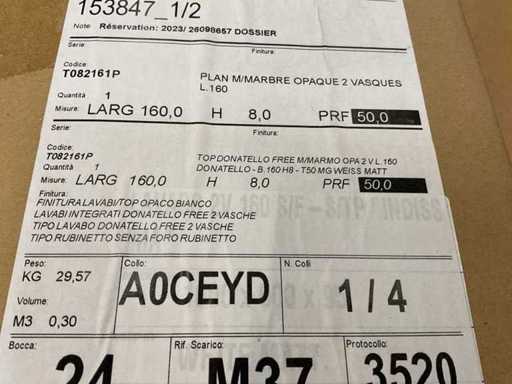 153847_1/2
Note Réservation: 2023/ 26098657 DOSSIER
Finitura:
Codice:
T082161P
PLAN M/MARBRE OPAQUE 2 VASQUES
L.160
Quantità 1
Misure: LARG 160,0 H 8,0 PRF 50,0
Serie: Finitura:
Codice:
T082161P
TOP DONATELLO FREE M/MARMO OPA 2 V L.160
DONATELLO - B.160 H8 - T50 MG WEISS MATT
Quantità 1
Misure: LARG 160,0 H 8,0 PRF 50,0
Finitura:
FINITURA LAVABI/TOP OPACO BIANCO
LAVABI INTEGRATI DONATELLO FREE 2 VASCHE
TIPO LAVABO DONATELLO FREE 2 VASCHE
TIPO RUBINETTO SENZA FORO RUBINETTO
Peso: Collo: N. Colli
KG 29,57
A0CEYD 1 / 4
Volume:
M3 0,30
Bocca: Rif. Scarico: Protocollo:
24 M37 3520